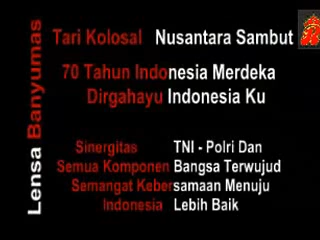 Lensa Banyumas
Tari Kolosal Nusantara Sambut
70 Tahun Indonesia Merdeka
Dirgahayu Indonesia Ku
Sinergitas TNI - Polri Dan
Semua Komponen Bangsa Terwujud
Semangat Kebersamaan Menuju
Indonesia Lebih Baik